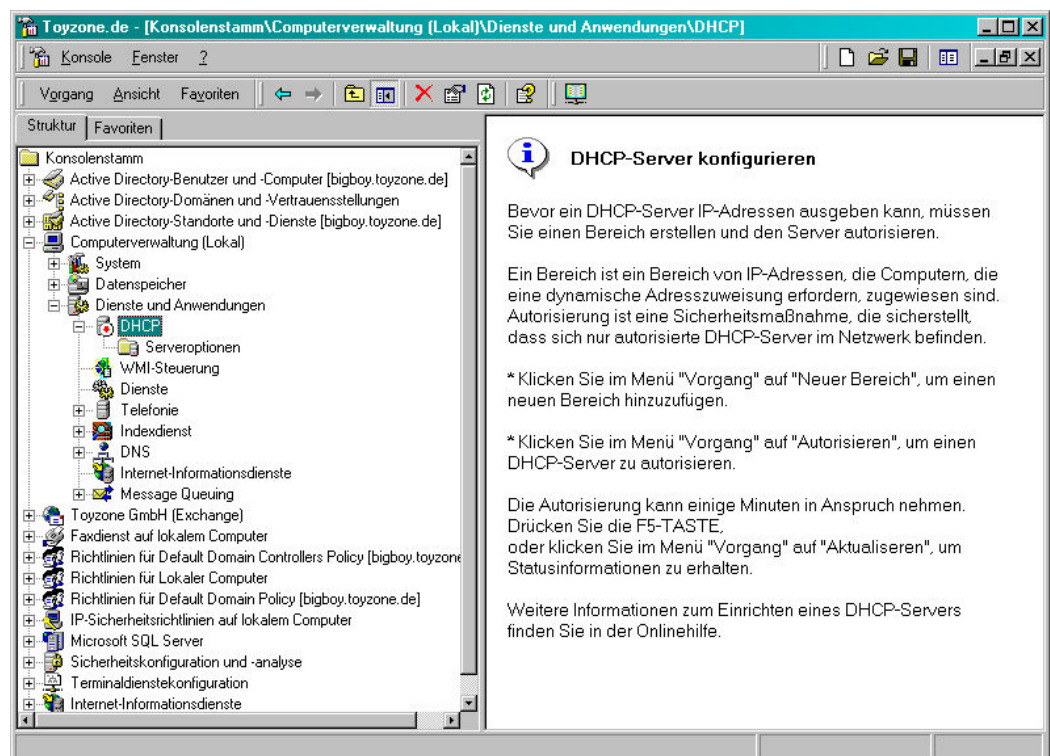 Toyzone.de - [Konsolenstamm\Computerverwaltung (Lokal)\Dienste und Anwendungen\DHCP]
Konsole Fenster ?
Vorgang Ansicht Favoriten
Struktur Favoriten
Konsolenstamm
Active Directory-Benutzer und -Computer [bigboy.toyzone.de]
Active Directory-Domänen und -Vertrauensstellungen
Active Directory-Standorte und -Dienste [bigboy.toyzone.de]
Computerverwaltung (Lokal)
System
Datenspeicher
Dienste und Anwendungen
DHCP
Serveroptionen
WMI-Steuerung
Dienste
Telefonie
Indexdienst
DNS
Internet-Informationsdienste
Message Queuing
Toyzone GmbH (Exchange)
Faxdienst auf lokalem Computer
Richtlinien für Default Domain Controllers Policy [bigboy.toyzone
Richtlinien für Lokaler Computer
Richtlinien für Default Domain Policy [bigboy.toyzone.de]
IP-Sicherheitsrichtlinien auf lokalem Computer
Microsoft SQL Server
Sicherheitskonfiguration und -analyse
Terminaldienstekonfiguration
Internet-Informationsdienste
DHCP-Server konfigurieren
Bevor ein DHCP-Server IP-Adressen ausgeben kann, müssen
Sie einen Bereich erstellen und den Server autorisieren.
Ein Bereich ist ein Bereich von IP-Adressen, die Computern, die
eine dynamische Adresszuweisung erfordern, zugewiesen sind.
Autorisierung ist eine Sicherheitsmaßnahme, die sicherstellt,
dass sich nur autorisierte DHCP-Server im Netzwerk befinden.
* Klicken Sie im Menü "Vorgang" auf "Neuer Bereich", um einen
neuen Bereich hinzuzufügen.
* Klicken Sie im Menü "Vorgang" auf "Autorisieren", um einen
DHCP-Server zu autorisieren.
Die Autorisierung kann einige Minuten in Anspruch nehmen.
Drücken Sie die F5-TASTE,
oder klicken Sie im Menü "Vorgang" auf "Aktualiseren", um
Statusinformationen zu erhalten.
Weitere Informationen zum Einrichten eines DHCP-Servers
finden Sie in der Onlinehilfe.